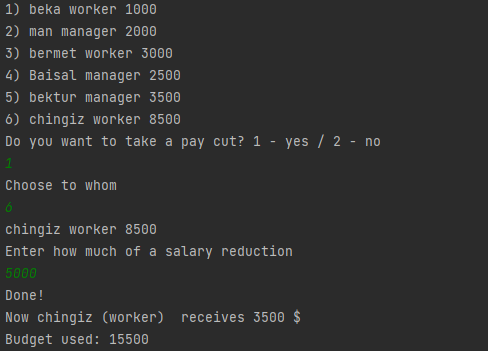 1) beka worker 1000
2) man manager 2000
3) bermet worker 3000
4) Baisal manager 2500
5) bektur manager 3500
6) chingiz worker 8500
Do you want to take a pay cut? 1 - yes / 2 - no
1
Choose to whom
6
chingiz worker 8500
Enter how much of a salary reduction
5000
Done!
Now chingiz (worker)  receives 3500 $
Budget used: 15500